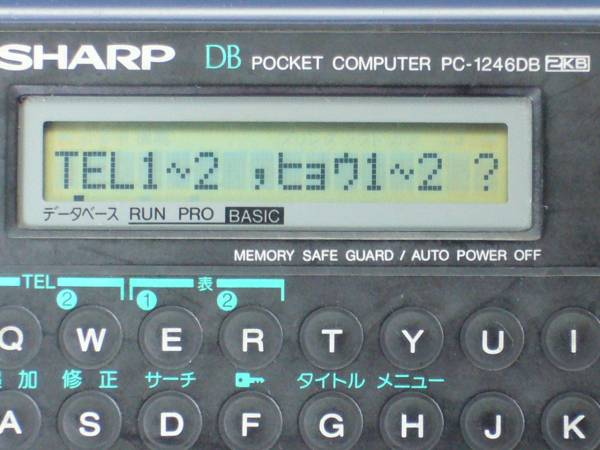 SHARP DB POCKET COMPUTER PC-1246DB 2KB
TEL1~2 ,ヒョウ1~2 ?
データベース RUN PRO BASIC
MEMORY SAFE GUARD / AUTO POWER OFF
TEL 表
② ① ②
Q W E R T Y U I
加 修正 サーチ タイトル メニュー
A S D F G H J K